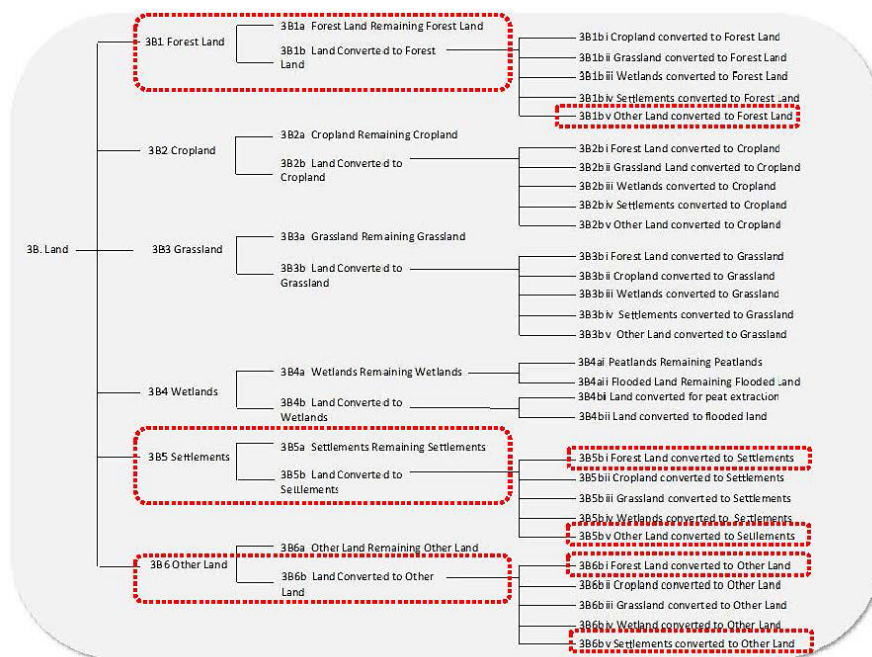 3B. Land
3B1 Forest Land
3B1a Forest Land Remaining Forest Land
3B1b Land Converted to Forest
Land
3B1bi Cropland converted to Forest Land
3B1bii Grassland converted to Forest Land
3B1biii Wetlands converted to Forest Land
3B1biv Settlements converted to Forest Land
3B1bv Other Land converted to Forest Land
3B2 Cropland
3B2a Cropland Remaining Cropland
3B2b Land Converted to
Cropland
3B2bi Forest Land converted to Cropland
3B2bii Grassland Land converted to Cropland
3B2biii Wetlands converted to Cropland
3B2biv Settlements converted to Cropland
3B2bv Other Land converted to Cropland
3B3 Grassland
3B3a Grassland Remaining Grassland
3B3b Land Converted to
Grassland
3B3bi Forest Land converted to Grassland
3B3bii Cropland converted to Grassland
3B3biii Wetlands converted to Grassland
3B3biv Settlements converted to Grassland
3B3bv Other Land converted to Grassland
3B4 Wetlands
3B4a Wetlands Remaining Wetlands
3B4ai Peatlands Remaining Peatlands
3B4aii Flooded Land Remaining Flooded Land
3B4b Land Converted to
Wetlands
3B4bi Land converted for peat extraction
3B4bii Land converted to flooded land
3B5 Settlements
3B5a Settlements Remaining Settlements
3B5b Land Converted to
Settlements
3B5bi Forest Land converted to Settlements
3B5bii Cropland converted to Settlements
3B5biii Grassland converted to Settlements
3B5biv Wetlands converted to Settlements
3B5bv Other Land converted to Settlements
3B6 Other Land
3B6a Other Land Remaining Other Land
3B6b Land Converted to Other
Land
3B6bi Forest Land converted to Other Land
3B6bii Cropland converted to Other Land
3B6biii Grassland converted to Other Land
3B6biv Wetland converted to Other Land
3B6bv Settlements converted to Other Land